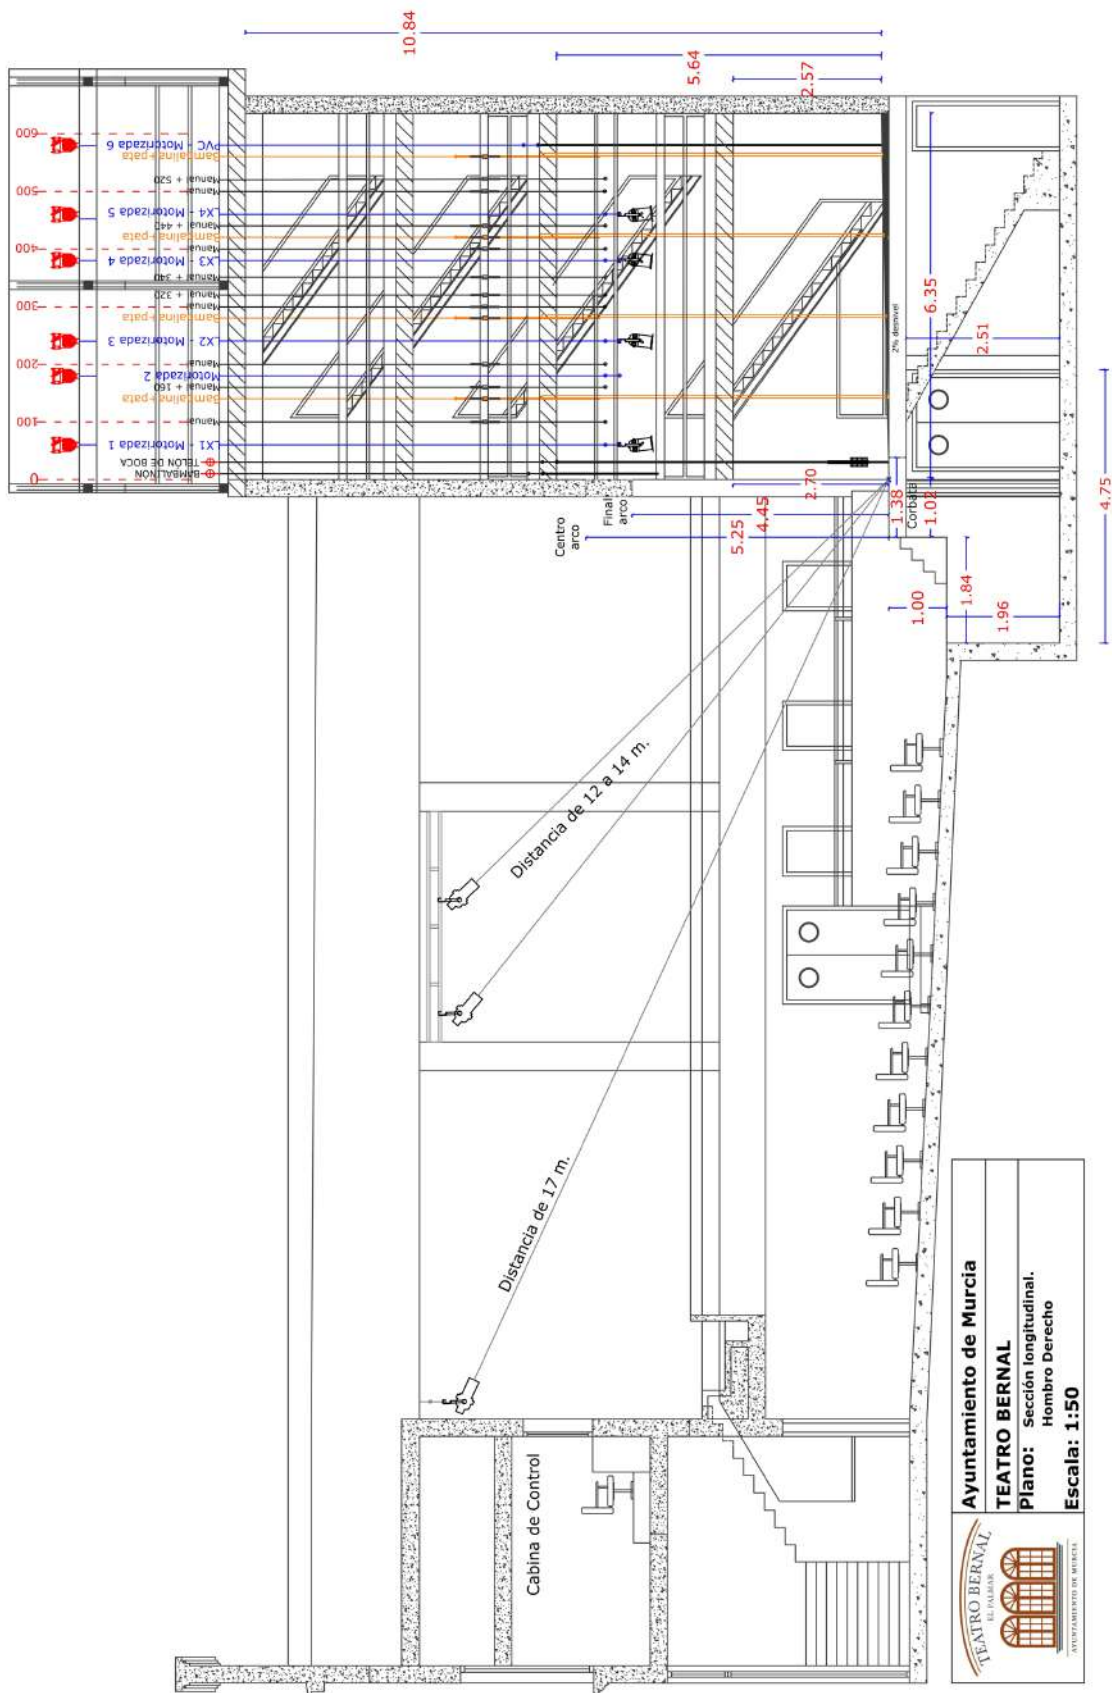 600
500
400
300
200
100
0
PVC - Motorizada 6
Bambalina+pata
Manual + 520
Manual
LX4 - Motorizada 5
Manual + 440
Bambalina+pata
Manual
LX3 - Motorizada 4
Manual + 340
Manual + 320
Manual
Bambalina+pata
LX2 - Motorizada 3
Manual
Motorizada 2
Manual + 160
Bambalina+pata
Manual
LX1 - Motorizada 1
TELÓN DE BOCA
BAMBALINÓN
10.84
5.64
2.57
Centro
arco
Final
arco
5.25
4.45
2.70
1.38
Corbata
1.02
2% desnivel
6.35
2.51
4.75
1.00
1.84
1.96
Distancia de 12 a 14 m.
Distancia de 17 m.
Cabina de Control
TEATRO BERNAL
EL PALMAR
AYUNTAMIENTO DE MURCIA
Ayuntamiento de Murcia
TEATRO BERNAL
Plano: Sección longitudinal.
Hombro Derecho
Escala: 1:50